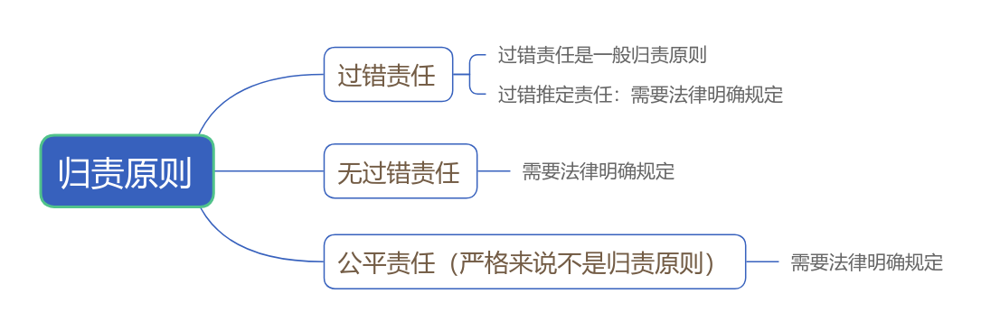 归责原则
过错责任
过错责任是一般归责原则
过错推定责任：需要法律明确规定
无过错责任
需要法律明确规定
公平责任（严格来说不是归责原则）
需要法律明确规定